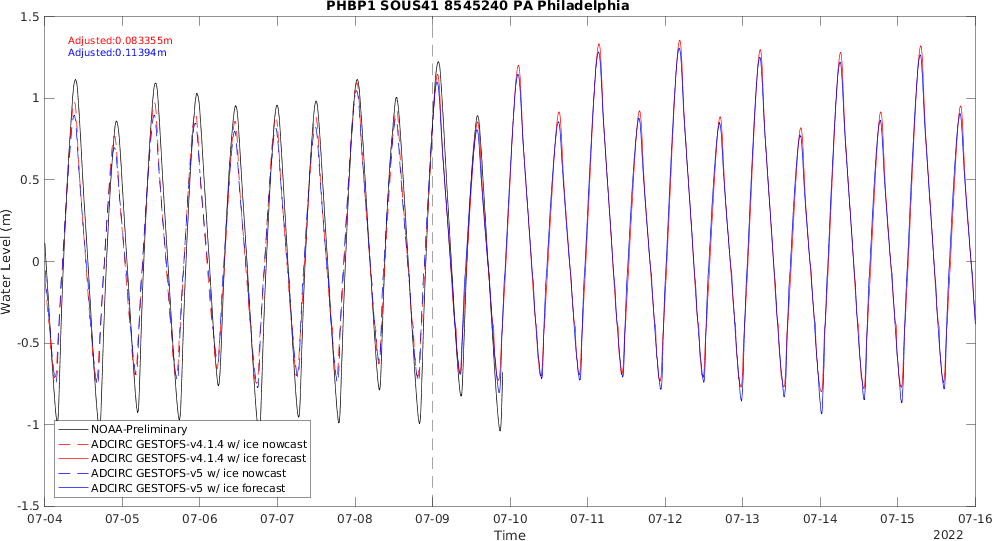 PHBP1 SOUS41 8545240 PA Philadelphia
Adjusted:0.083355m
Adjusted:0.11394m
1.5
1
0.5
0
-0.5
-1
-1.5
Water Level (m)
NOAA-Preliminary
ADCIRC GESTOFS-v4.1.4 w/ ice nowcast
ADCIRC GESTOFS-v4.1.4 w/ ice forecast
ADCIRC GESTOFS-v5 w/ ice nowcast
ADCIRC GESTOFS-v5 w/ ice forecast
07-04 07-05 07-06 07-07 07-08 07-09 07-10 07-11 07-12 07-13 07-14 07-15 07-16
Time
2022